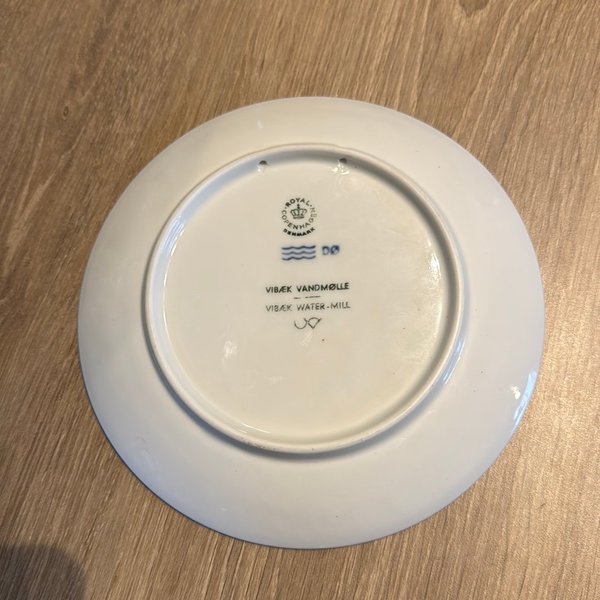 ROYAL
COPENHAGEN
DENMARK
DØ
VIBÆK VANDMØLLE
VIBÆK WATER-MILL